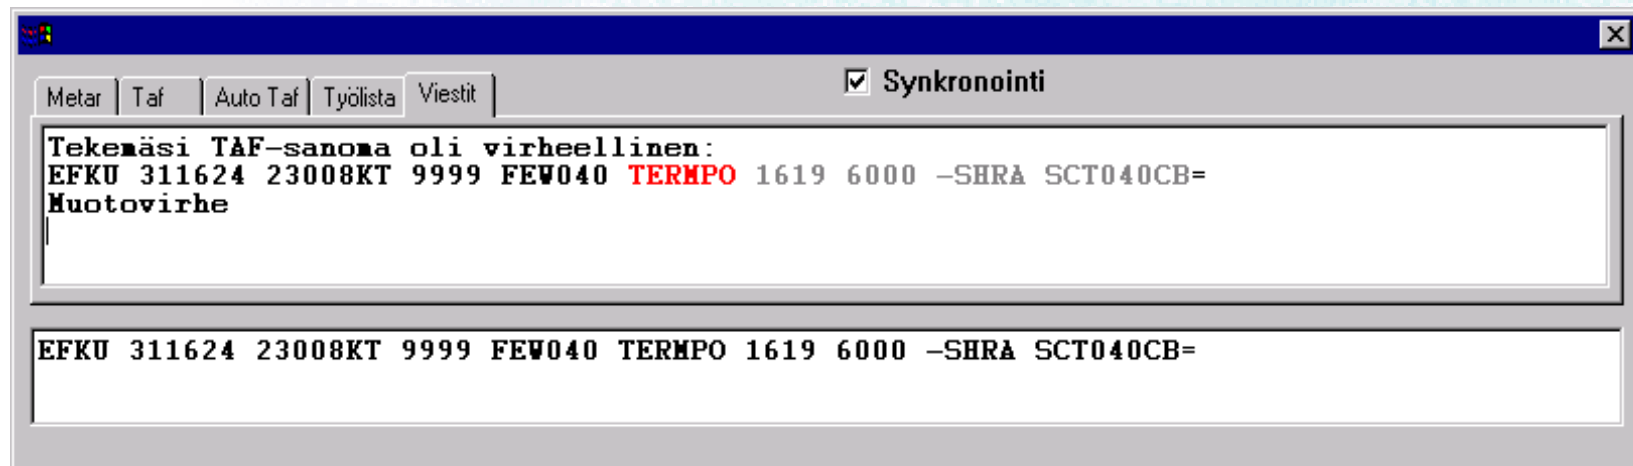 Metar Taf Auto Taf Työlista Viestit
Synkronointi
Tekemäsi TAF-sanoma oli virheellinen:
EFKU 311624 23008KT 9999 FEW040 TERMPO 1619 6000 -SHRA SCT040CB=
Muotovirhe
EFKU 311624 23008KT 9999 FEW040 TERMPO 1619 6000 -SHRA SCT040CB=